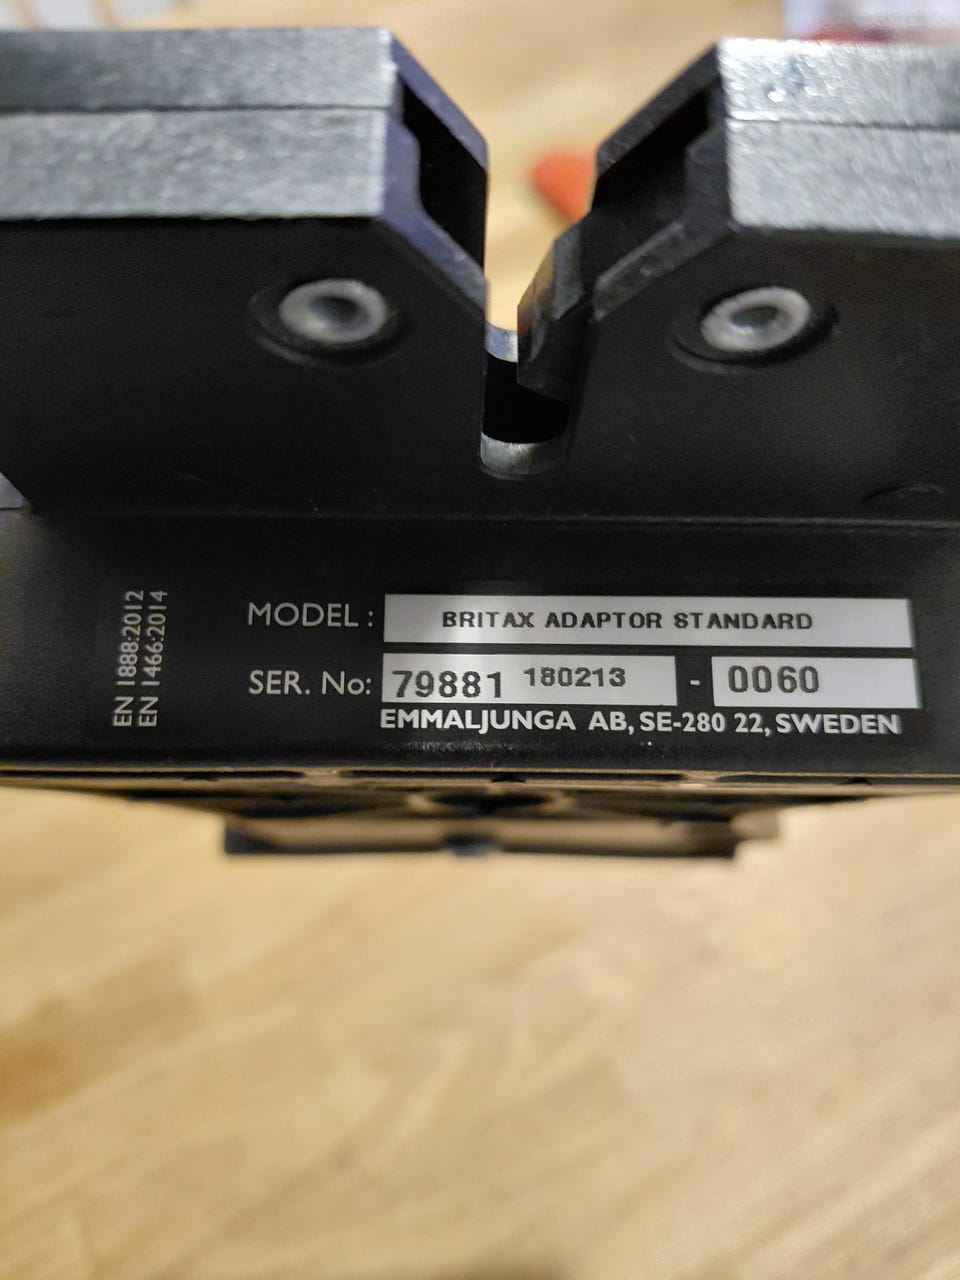 EN 1888:2012
EN 1466:2014
MODEL : BRITAX ADAPTOR STANDARD
SER. No: 79881 180213 - 0060
EMMALJUNGA AB, SE-280 22, SWEDEN